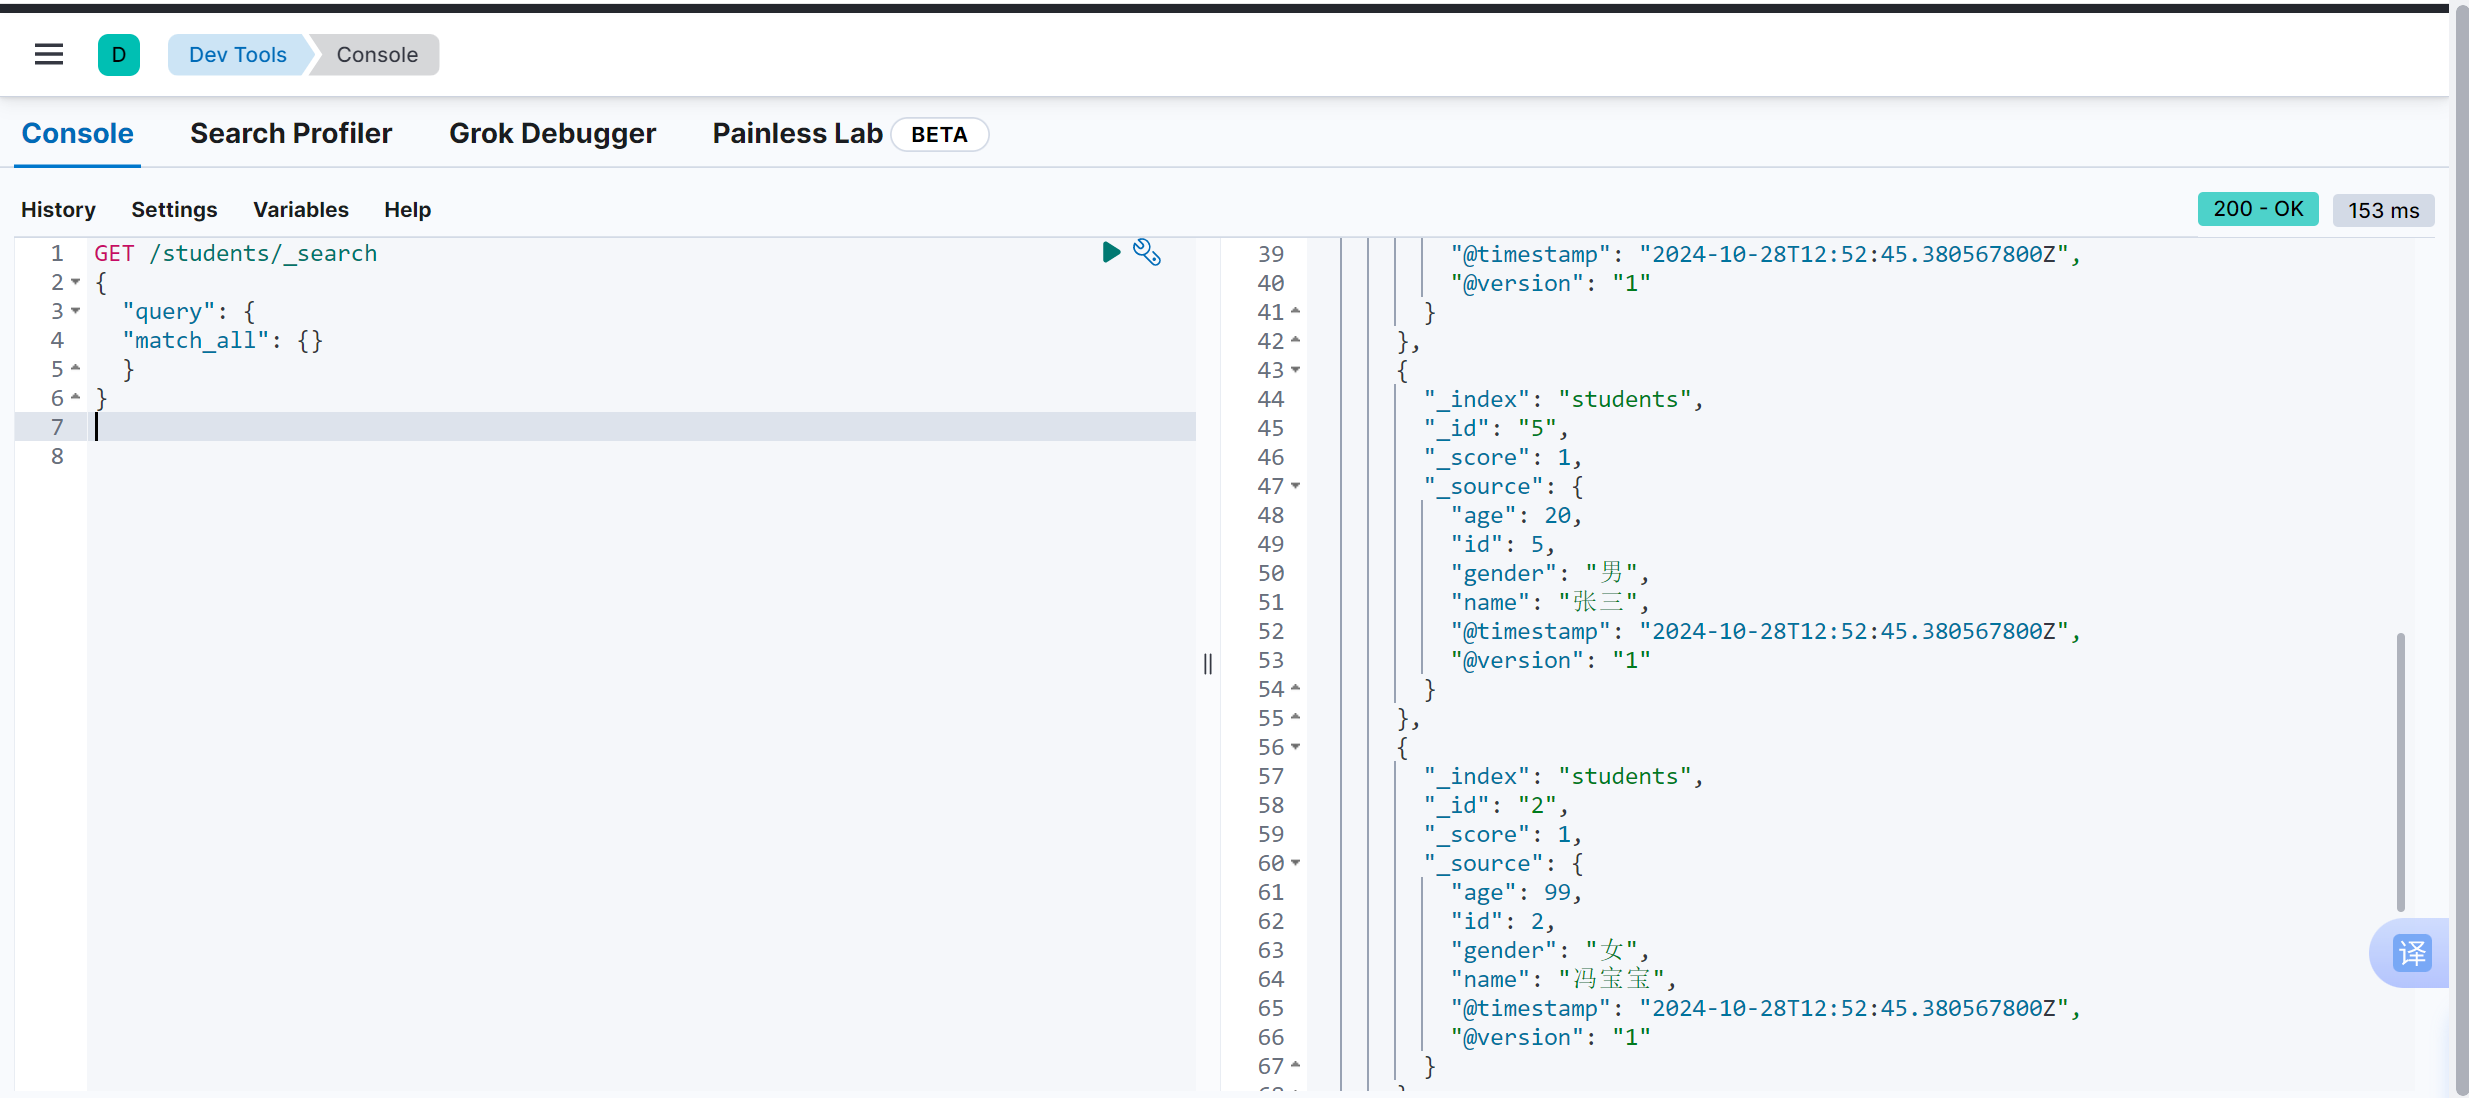 D Dev Tools Console
Console Search Profiler Grok Debugger Painless Lab BETA
History Settings Variables Help 200 - OK 153 ms
1 GET /students/_search
2 {
3 "query": {
4 "match_all": {}
5 }
6 }
7
8
39 "@timestamp": "2024-10-28T12:52:45.380567800Z",
40 "@version": "1"
41 }
42 },
43 {
44 "_index": "students",
45 "_id": "5",
46 "_score": 1,
47 "_source": {
48 "age": 20,
49 "id": 5,
50 "gender": "男",
51 "name": "张三",
52 "@timestamp": "2024-10-28T12:52:45.380567800Z",
53 "@version": "1"
54 }
55 },
56 {
57 "_index": "students",
58 "_id": "2",
59 "_score": 1,
60 "_source": {
61 "age": 99,
62 "id": 2,
63 "gender": "女",
64 "name": "冯宝宝",
65 "@timestamp": "2024-10-28T12:52:45.380567800Z",
66 "@version": "1"
67 }
译